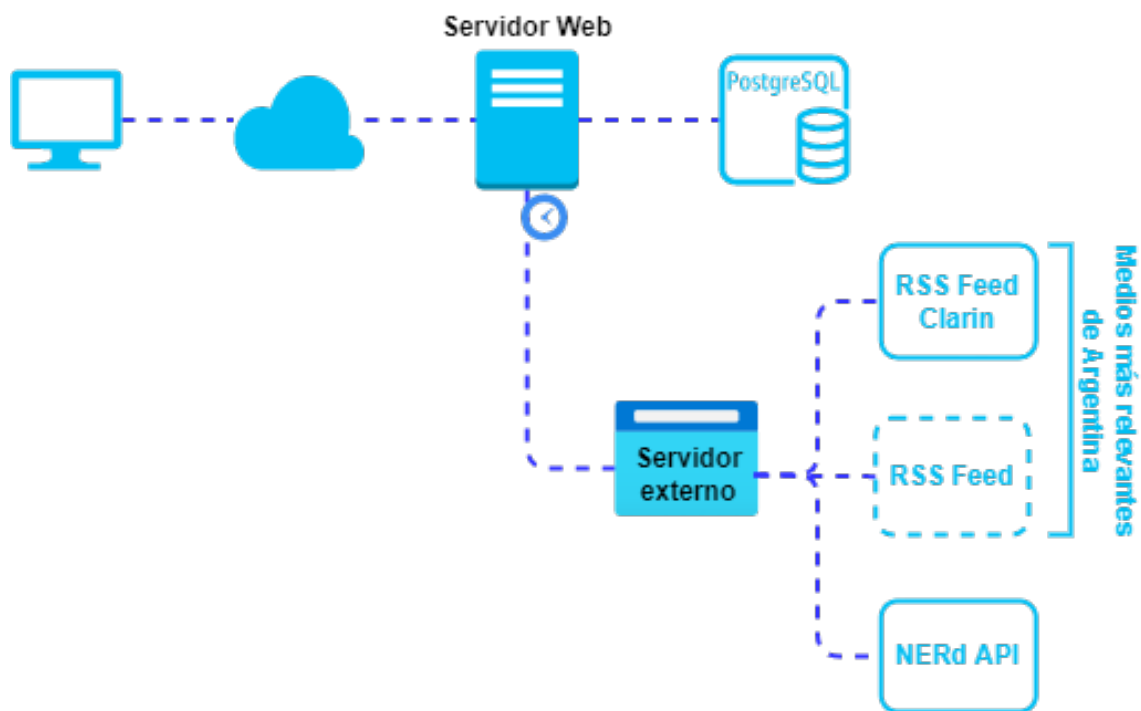 Servidor Web
PostgreSQL
RSS Feed
Clarin
Medios más relevantes
de Argentina
Servidor
externo
RSS Feed
NERd API